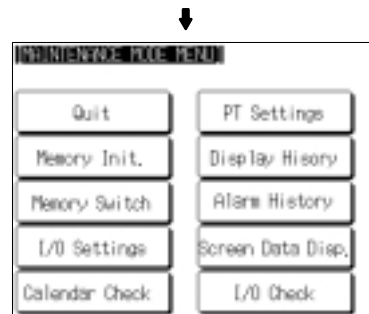 [MAINTENANCE MODE MENU]
Quit
PT Settings
Memory Init.
Display Hisory
Memory Switch
Alarm History
I/O Settings
Screen Data Disp.
Calendar Check
I/O Check